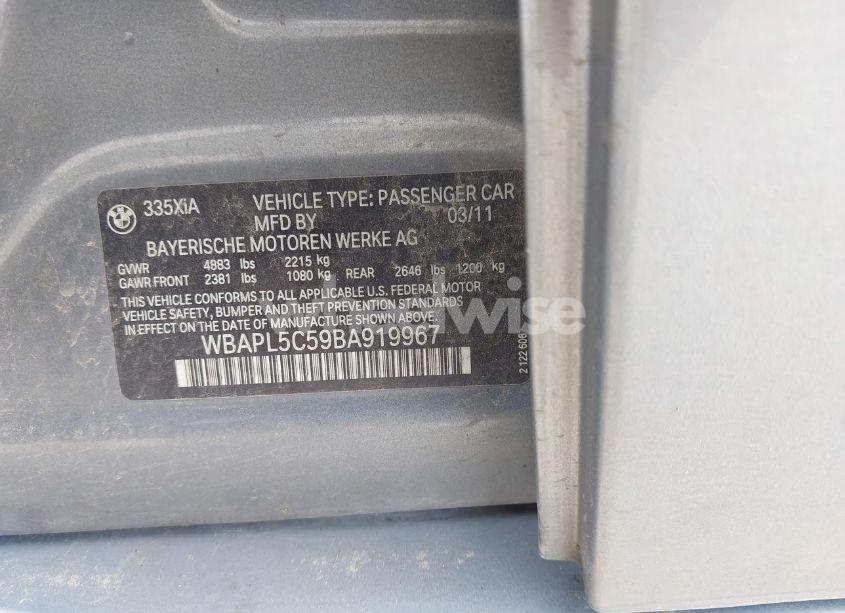 335XiA VEHICLE TYPE: PASSENGER CAR
MFD BY 03/11
BAYERISCHE MOTOREN WERKE AG
GVWR 4883 lbs 2215 kg
GAWR FRONT 2381 lbs 1080 kg REAR 2646 lbs 1200 kg
THIS VEHICLE CONFORMS TO ALL APPLICABLE U.S. FEDERAL MOTOR
VEHICLE SAFETY, BUMPER AND THEFT PREVENTION STANDARDS
IN EFFECT ON THE DATE OF MANUFACTURE SHOWN ABOVE.
WBAPL5C59BA919967
2 122 606